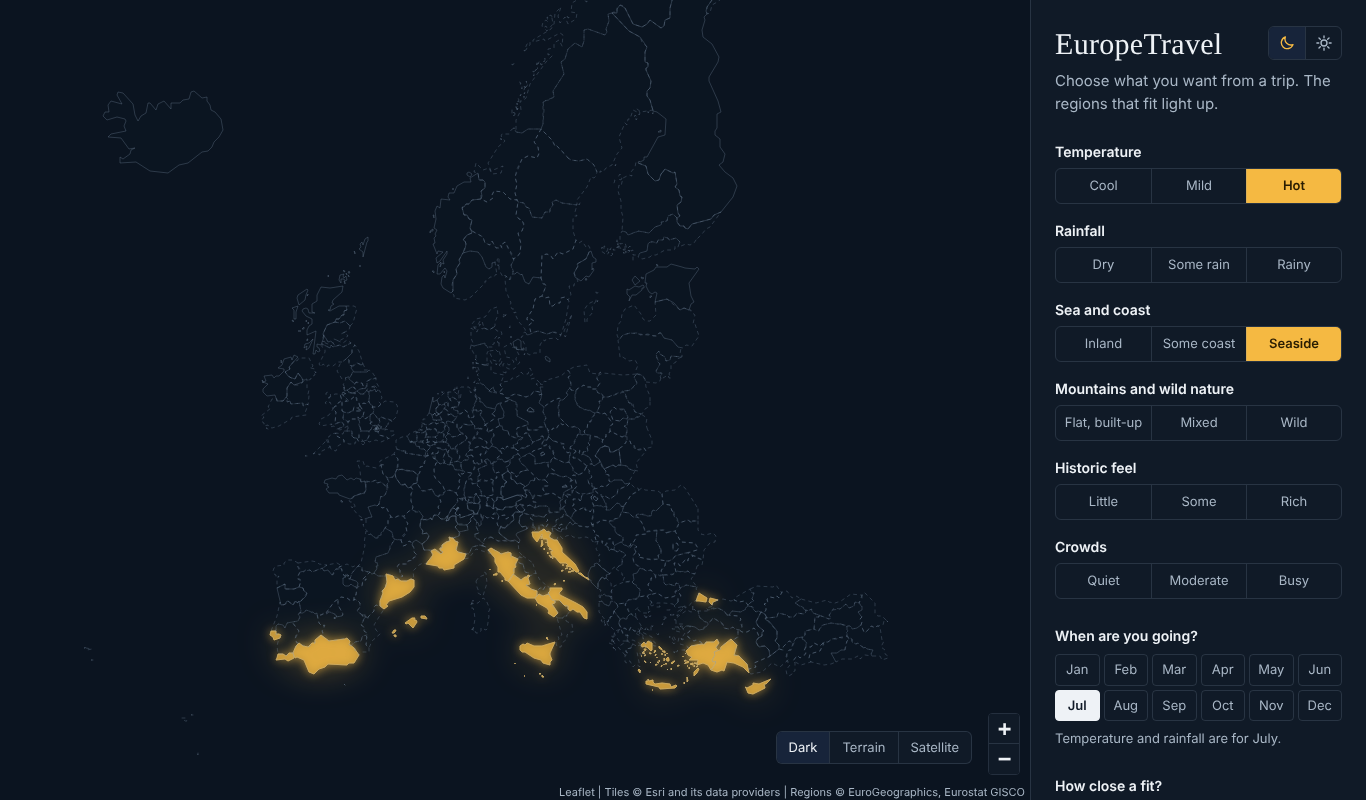 EuropeTravel
Choose what you want from a trip. The
regions that fit light up.
Temperature
Cool Mild Hot
Rainfall
Dry Some rain Rainy
Sea and coast
Inland Some coast Seaside
Mountains and wild nature
Flat, built-up Mixed Wild
Historic feel
Little Some Rich
Crowds
Quiet Moderate Busy
When are you going?
Jan Feb Mar Apr May Jun
Jul Aug Sep Oct Nov Dec
Temperature and rainfall are for July.
How close a fit?
Dark Terrain Satellite
+
−
Leaflet | Tiles © Esri and its data providers | Regions © EuroGeographics, Eurostat GISCO